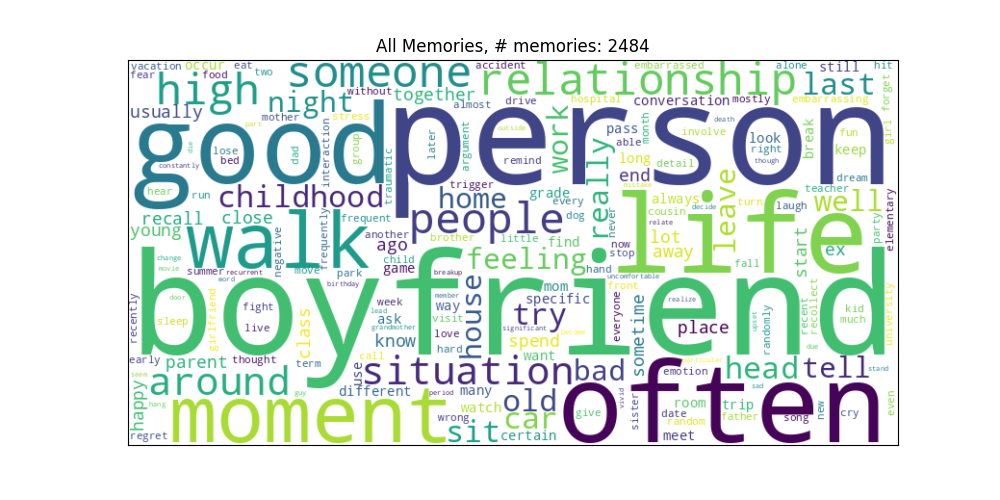 All Memories, # memories: 2484
vacation occur eat someone accident relationship embarrassed alone still hit
fear food two last
high without together hospital conversation mostly embarrassing girl forget
usually mother night stress almost drive
good person
part dad interaction group later outside work pass able month death involve look right though break fun keep
constantly lose bed due traumatic argument remind long detail dream
hear run childhood trigger grade really end mistake always leave turn laugh teacher well elementary
recall close frequent home every dog never cousin decide
young walk people little relate life party
negative frequently another ago brother find now stop lot away start ex
change movie summer recurrent move park child game feeling hand uncomfortable fall
boyfriend
recently word birthday breakup mom house front recent recollect kid much university
door week member way specific realize
sleep girlfriend fight live class lead ask visit love significant try everyone sometime place upset randomly
grandmother know hard become spend
early parent thought term call use situation want bad particular head tell due stand
seem happy around guy different period many old emotion sad
hang moment watch car often vivid sister room trip new even
regret wrong sit certain give date father random song cry
meet